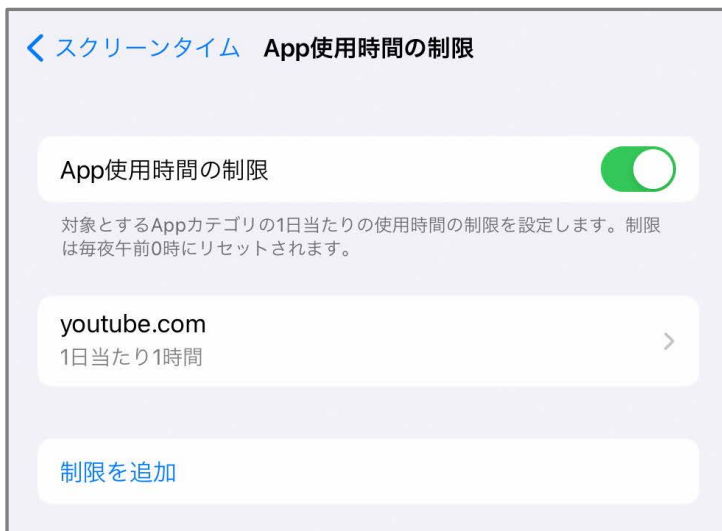 スクリーンタイム App使用時間の制限
App使用時間の制限
対象とするAppカテゴリの1日当たりの使用時間の制限を設定します。制限
は毎夜午前0時にリセットされます。
youtube.com
1日当たり1時間
制限を追加